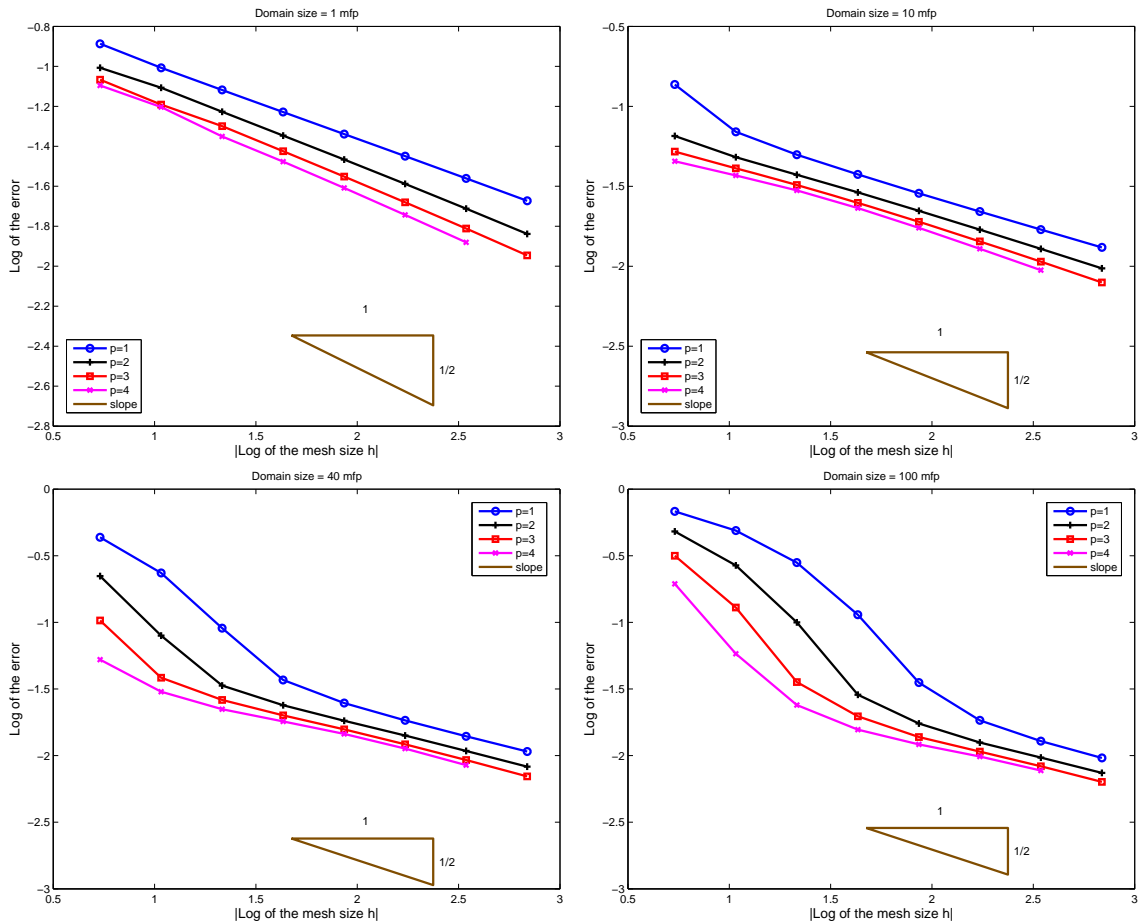 Domain size = 1 mfp
−0.8
−1
−1.2
−1.4
−1.6
−1.8
−2
−2.2
−2.4
−2.6
−2.8
Log of the error
1
1/2
p=1
p=2
p=3
p=4
slope
0.5
1
1.5
2
2.5
3
|Log of the mesh size h|
Domain size = 10 mfp
−0.5
−1
−1.5
−2
−2.5
−3
Log of the error
1
1/2
p=1
p=2
p=3
p=4
slope
0.5
1
1.5
2
2.5
3
|Log of the mesh size h|
Domain size = 40 mfp
0
−0.5
−1
−1.5
−2
−2.5
−3
Log of the error
p=1
p=2
p=3
p=4
slope
1
1/2
0.5
1
1.5
2
2.5
3
|Log of the mesh size h|
Domain size = 100 mfp
0
−0.5
−1
−1.5
−2
−2.5
−3
Log of the error
p=1
p=2
p=3
p=4
slope
1
1/2
0.5
1
1.5
2
2.5
3
|Log of the mesh size h|